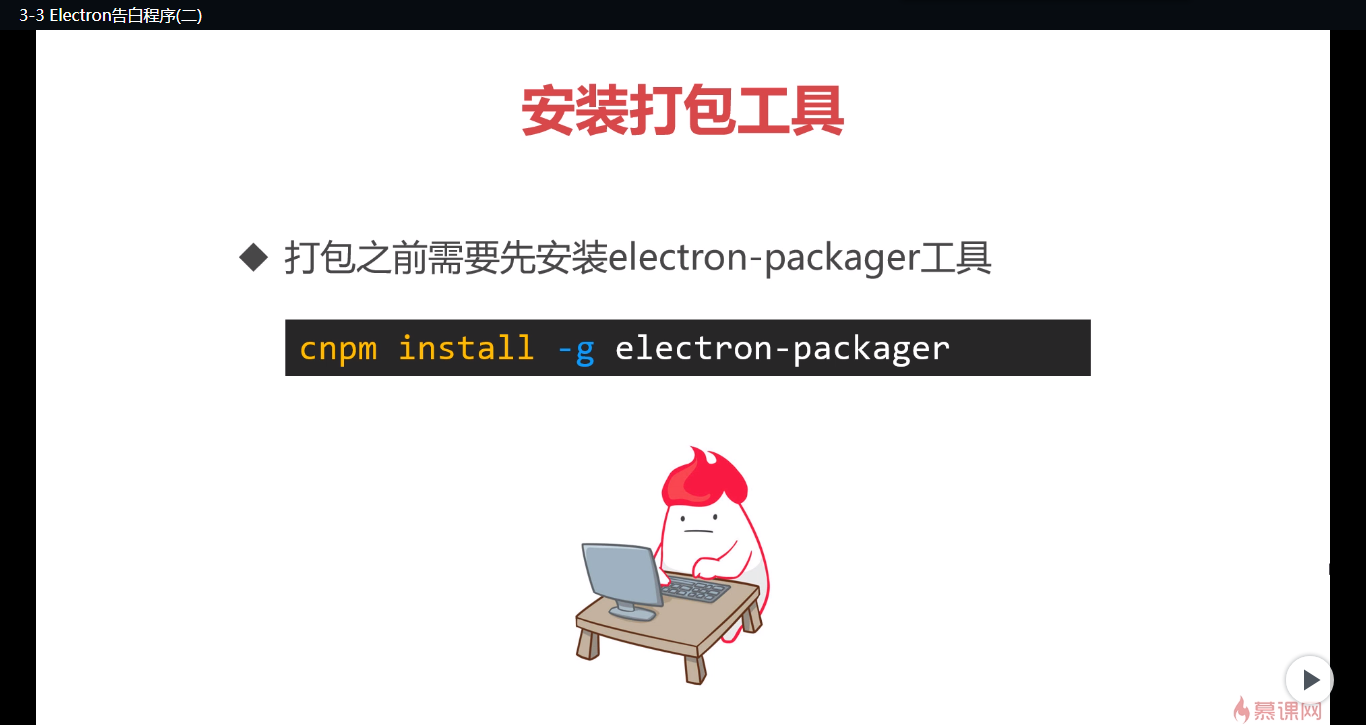 3-3 Electron告白程序(二)
安装打包工具
◆ 打包之前需要先安装electron-packager工具
cnpm install -g electron-packager
慕课网